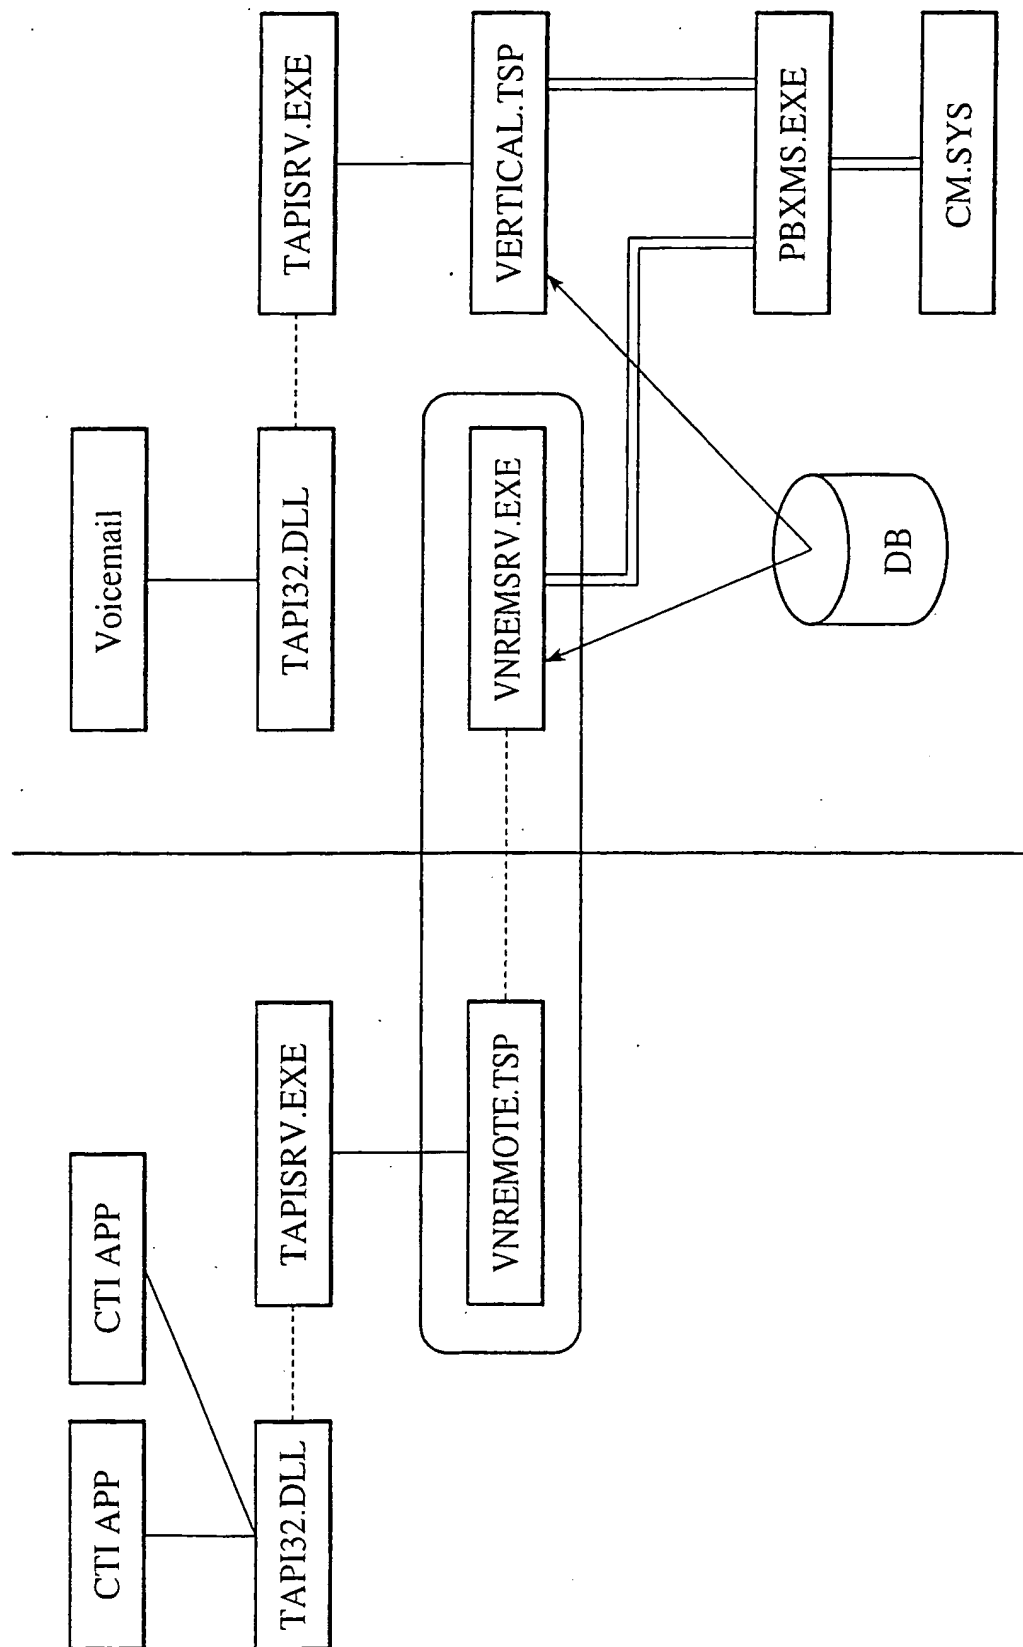 CTI APP
CTI APP
Voicemail
TAPI32.DLL
TAPISRV.EXE
TAPI32.DLL
TAPISRV.EXE
VNREMOTE.TSP
VNREMSRV.EXE
VERTICAL.TSP
DB
PBXMS.EXE
CM.SYS